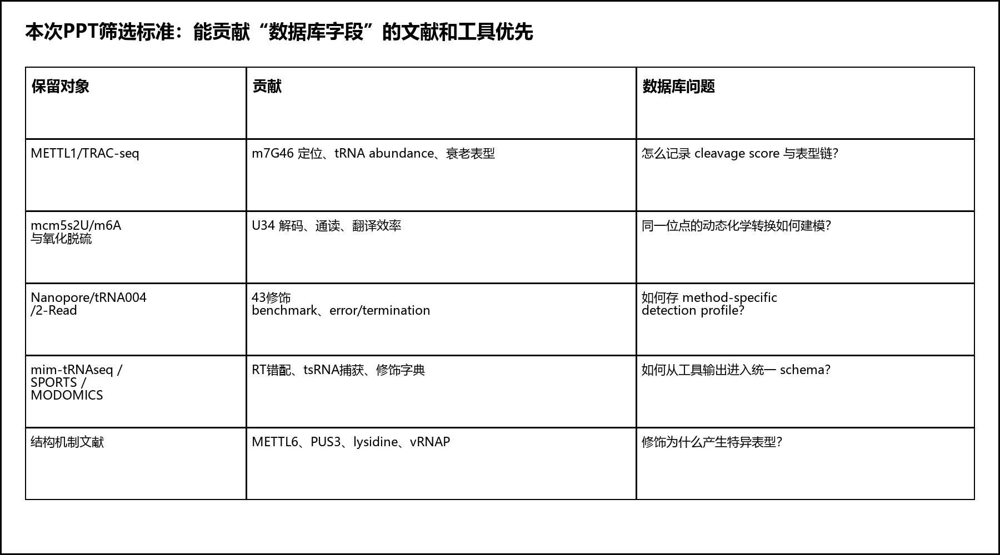 本次PPT筛选标准：能贡献“数据库字段”的文献和工具优先
保留对象
贡献
数据库问题
METTL1/TRAC-seq
m7G46 定位、tRNA abundance、衰老表型
怎么记录 cleavage score 与表型链?
mcm5s2U/m6A
与氧化脱硫
U34 解码、通读、翻译效率
同一位点的动态化学转换如何建模?
Nanopore/tRNA004
/2-Read
43修饰
benchmark、error/termination
如何存 method-specific
detection profile?
mim-tRNAseq /
SPORTS /
MODOMICS
RT错配、tsRNA捕获、修饰字典
如何从工具输出进入统一 schema?
结构机制文献
METTL6、PUS3、lysidine、vRNAP
修饰为什么产生特异表型?